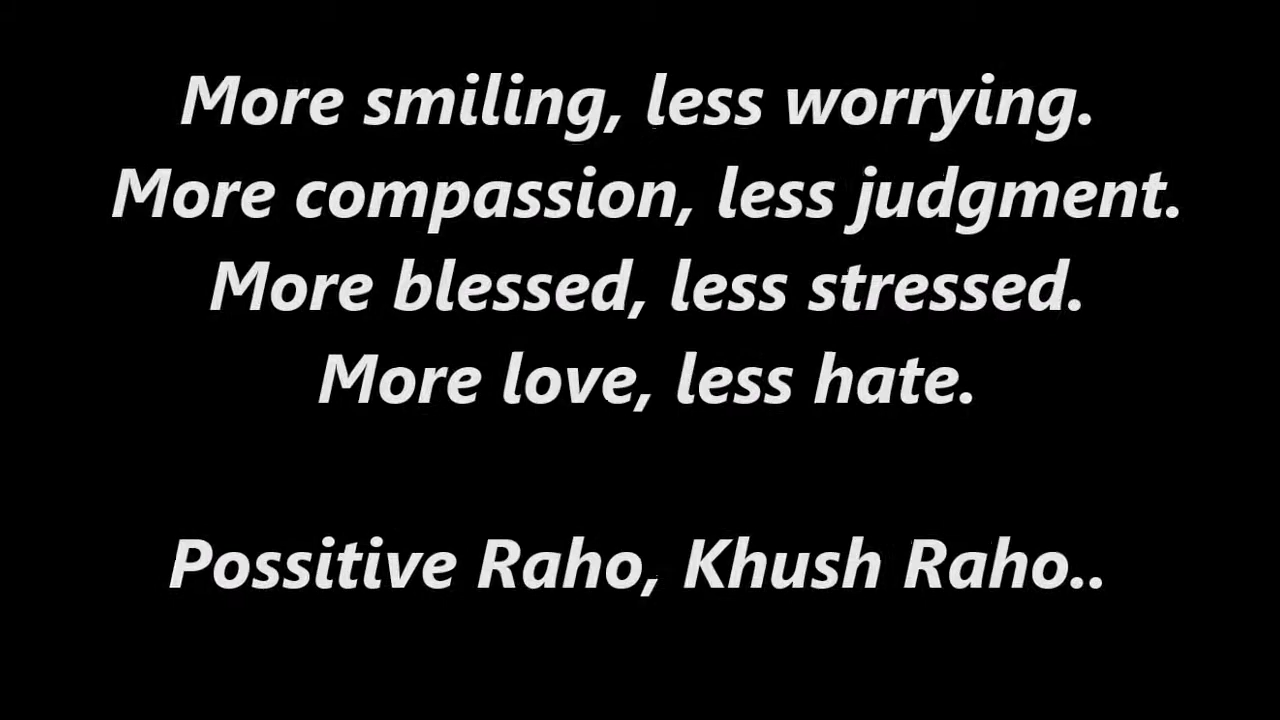 More smiling, less worrying.
More compassion, less judgment.
More blessed, less stressed.
More love, less hate.
Possitive Raho, Khush Raho..